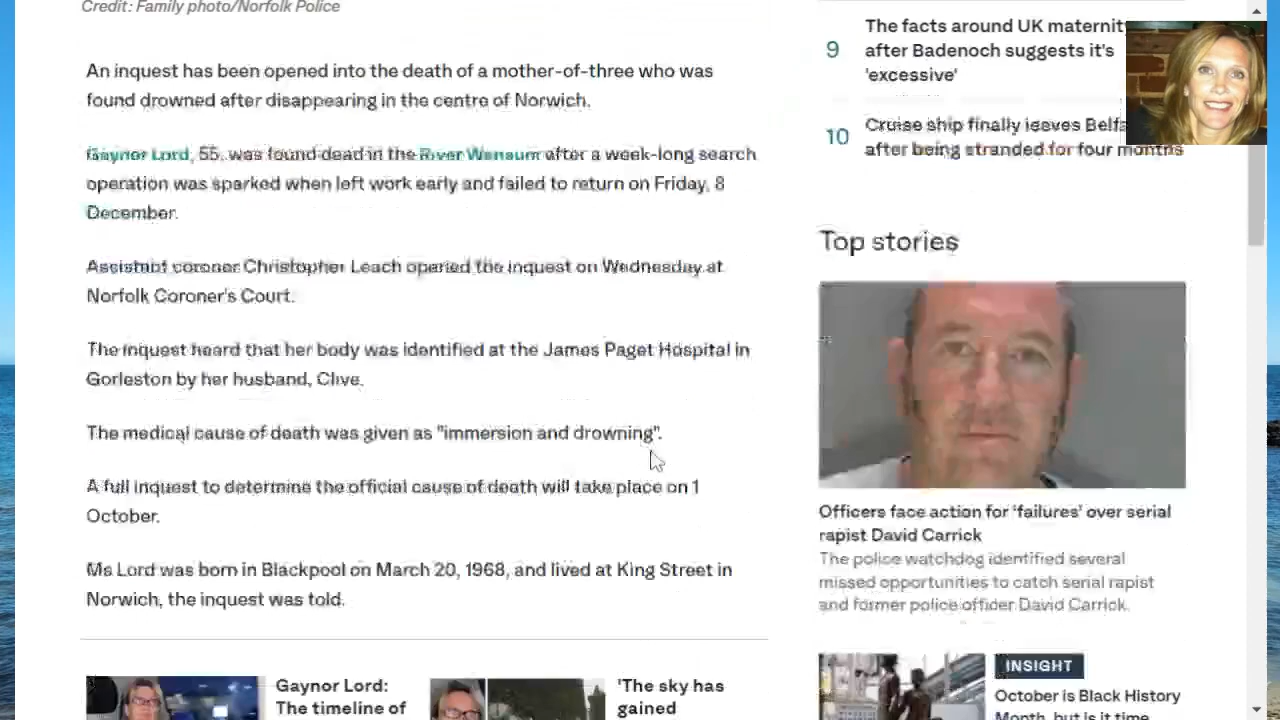 Credit: Family photo/Norfolk Police
An inquest has been opened into the death of a mother-of-three who was
found drowned after disappearing in the centre of Norwich.
Gaynor Lord, 55, was found dead in the River Wensum after a week-long search
operation was sparked when left work early and failed to return on Friday, 8
December.
Assistant coroner Christopher Leach opened the inquest on Wednesday at
Norfolk Coroner's Court.
The inquest heard that her body was identified at the James Paget Hospital in
Gorleston by her husband, Clive.
The medical cause of death was given as "immersion and drowning".
A full inquest to determine the official cause of death will take place on 1
October.
Ms Lord was born in Blackpool on March 20, 1968, and lived at King Street in
Norwich, the inquest was told.
Gaynor Lord:
The timeline of
'The sky has
gained
9
The facts around UK maternity
after Badenoch suggests it's
'excessive'
10
Cruise ship finally leaves Belfa
after being stranded for four months
Top stories
Officers face action for 'failures' over serial
rapist David Carrick
The police watchdog identified several
missed opportunities to catch serial rapist
and former police officer David Carrick.
INSIGHT
October is Black History
Month, but is it time